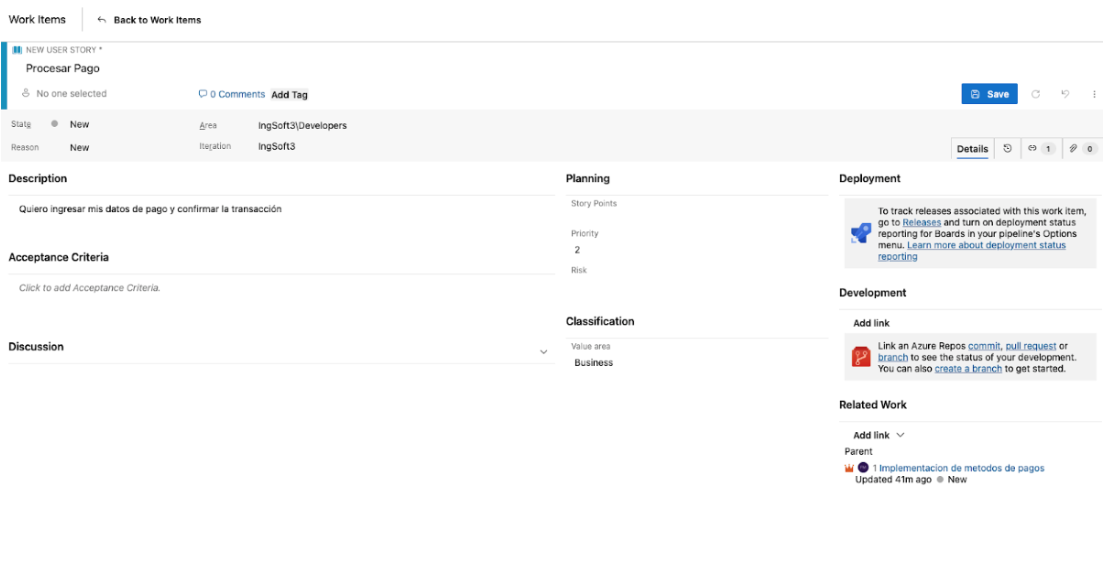 Work Items
Back to Work Items
NEW USER STORY *
Procesar Pago
No one selected
0 Comments
Add Tag
Save
State
New
Area
IngSoft3\Developers
Reason
New
Iteration
IngSoft3
Details
1
0
Description
Quiero ingresar mis datos de pago y confirmar la transacción
Acceptance Criteria
Click to add Acceptance Criteria.
Discussion
Planning
Story Points
Priority
2
Risk
Classification
Value area
Business
Deployment
To track releases associated with this work item,
go to Releases and turn on deployment status
reporting for Boards in your pipeline's Options
menu. Learn more about deployment status
reporting
Development
Add link
Link an Azure Repos commit, pull request or
branch to see the status of your development.
You can also create a branch to get started.
Related Work
Add link
Parent
1 Implementacion de metodos de pagos
Updated 41m ago
New